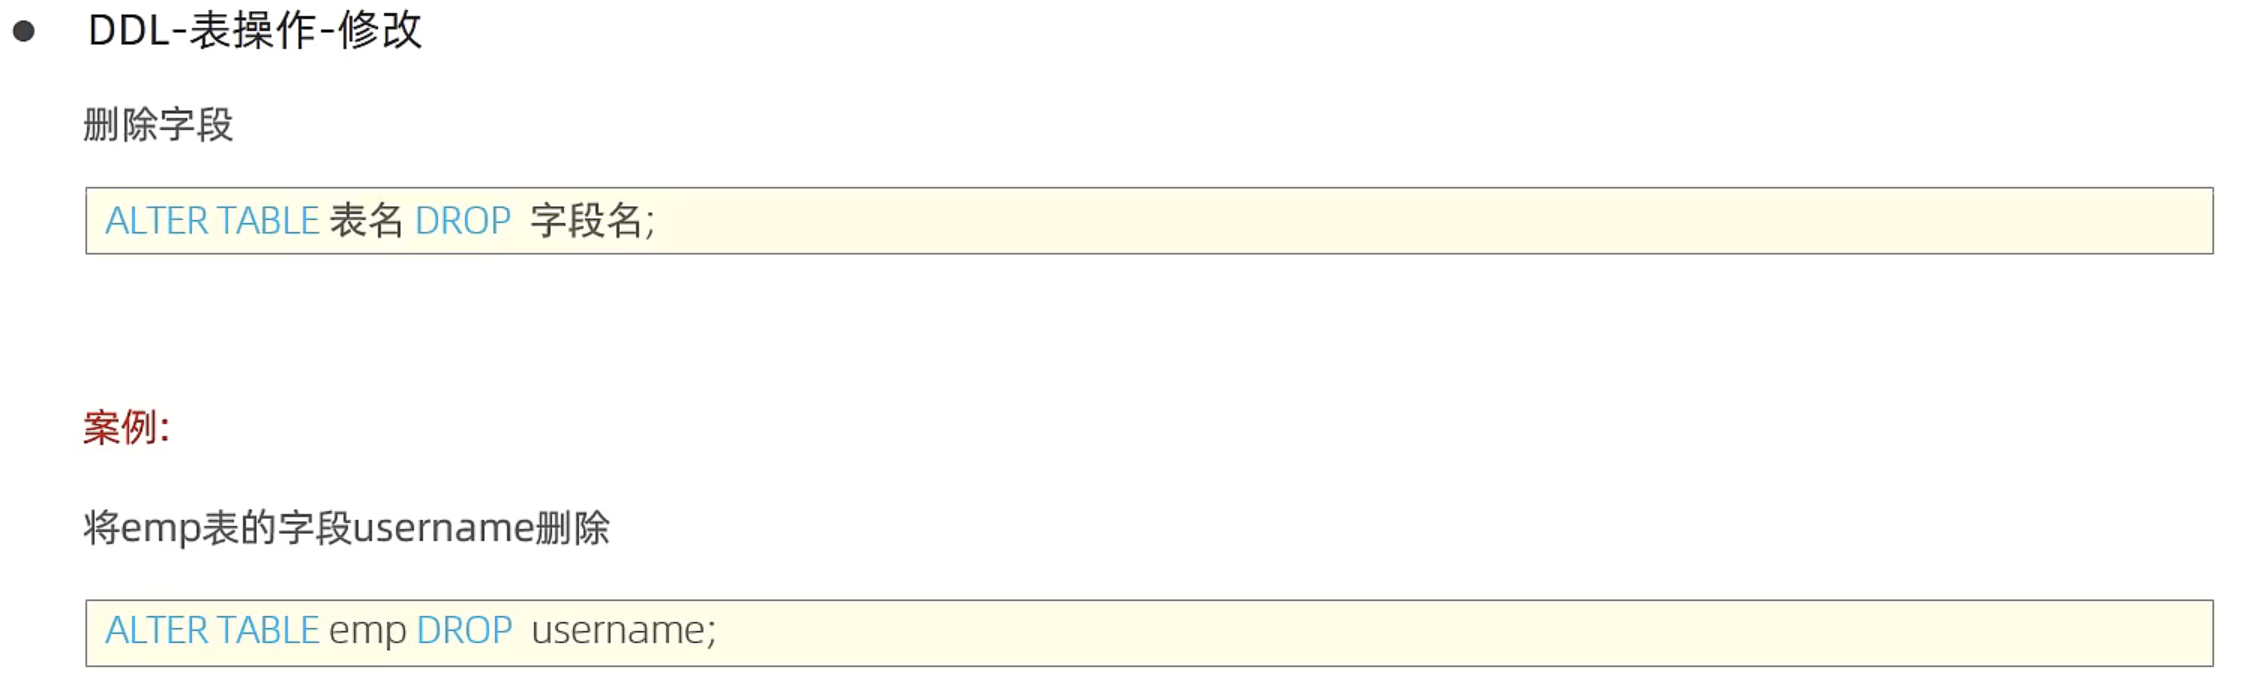 ● DDL-表操作-修改
删除字段
ALTER TABLE 表名 DROP 字段名;
案例:
将emp表的字段username删除
ALTER TABLE emp DROP username;